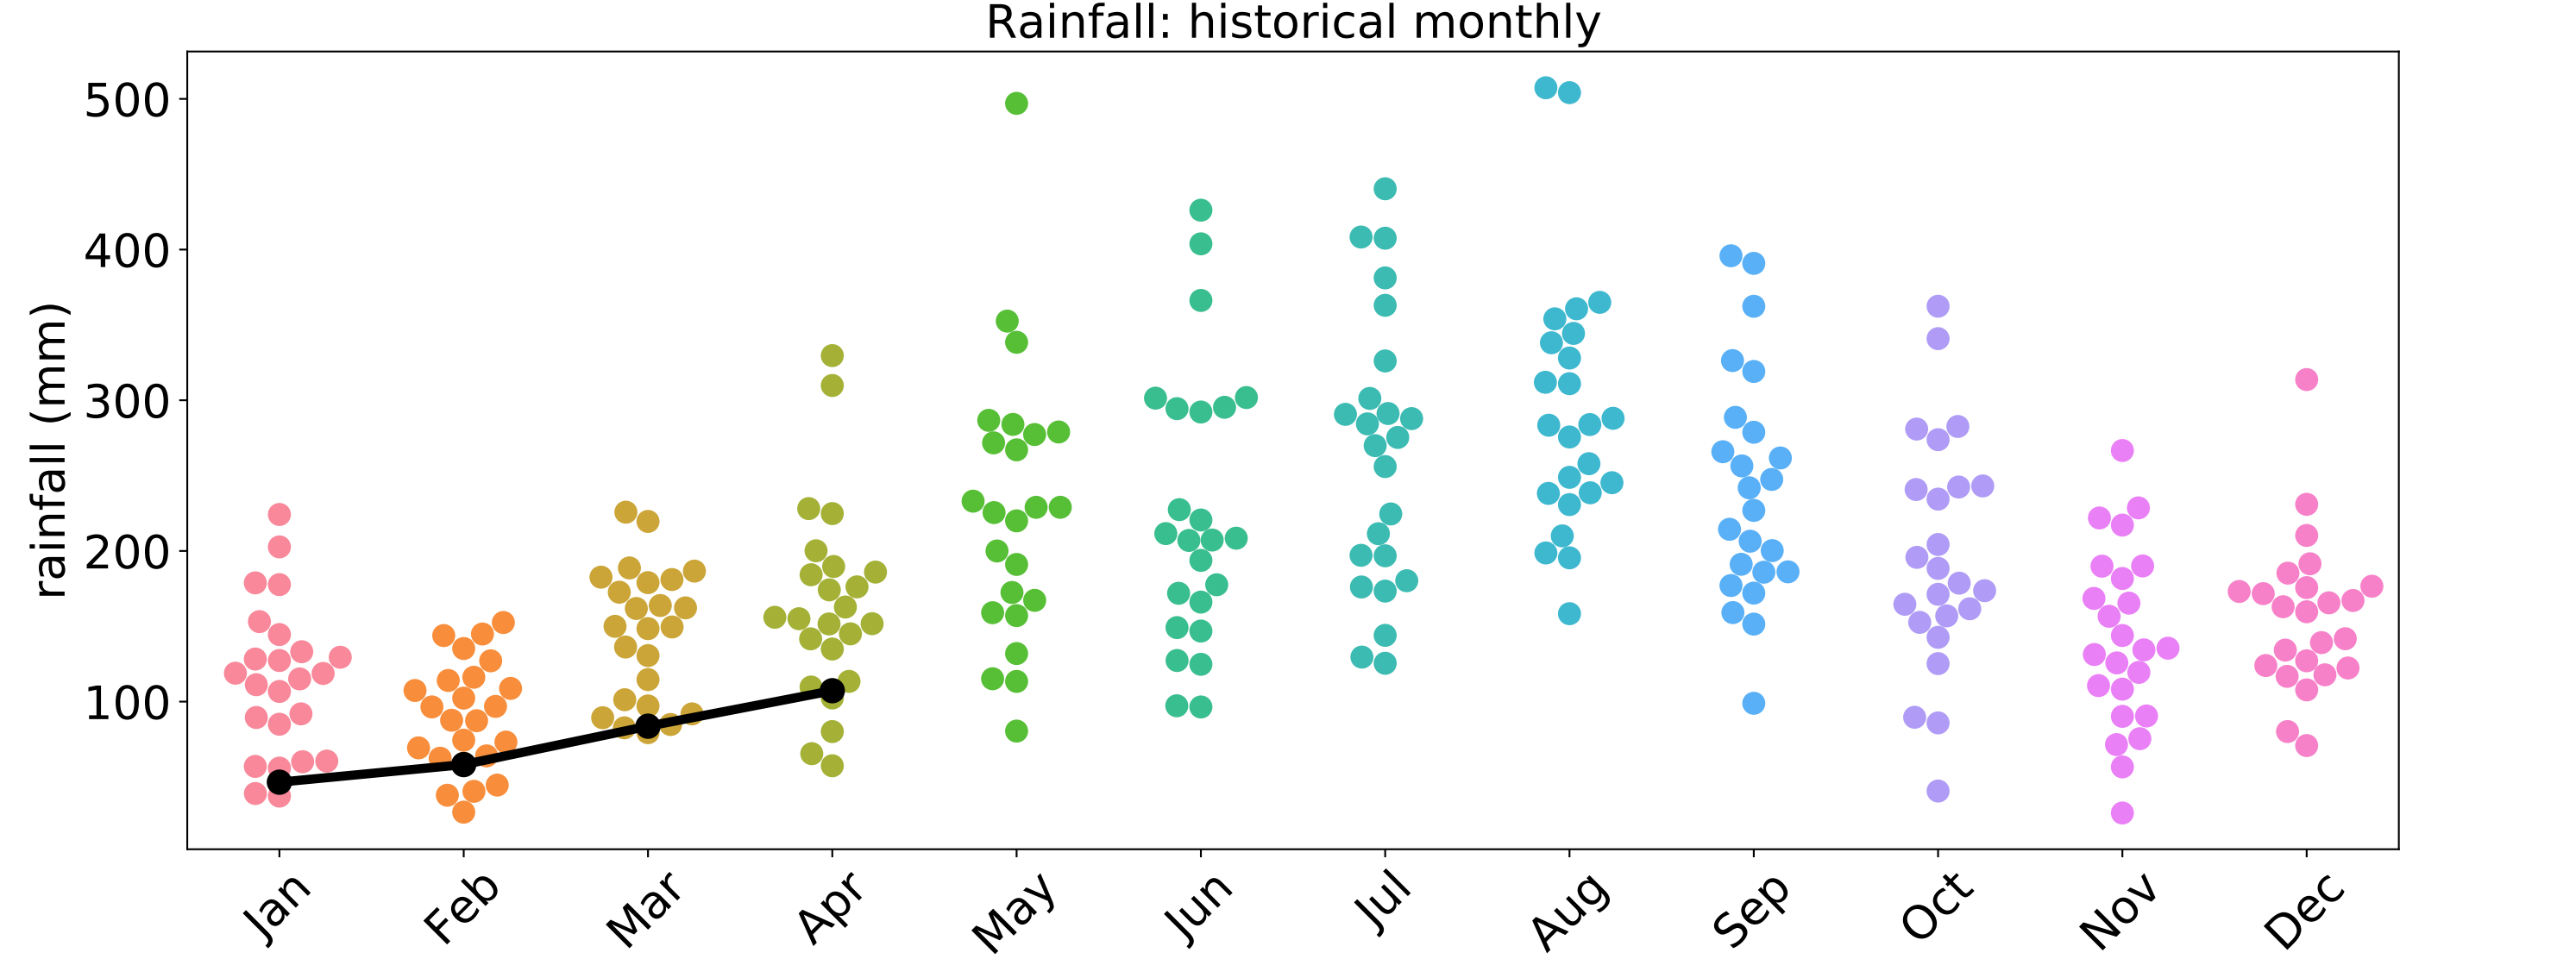 Rainfall: historical monthly
rainfall (mm)
500
400
300
200
100
Jan Feb Mar Apr May Jun Jul Aug Sep Oct Nov Dec